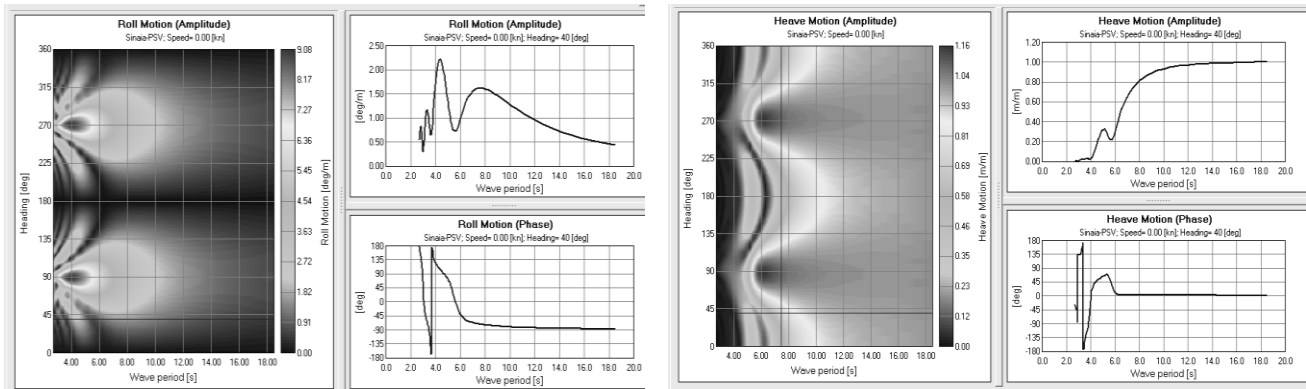 Roll Motion (Amplitude)
Sinaia-PSV; Speed= 0.00 [kn]
360
315
270
225
180
135
90
45
0
Heading [deg]
4.00 6.00 8.00 10.00 12.00 14.00 16.00 18.00
Wave period [s]
9.08
8.17
7.27
6.36
5.45
4.54
3.63
2.72
1.82
0.91
0.00
Roll Motion [deg/m]
Roll Motion (Amplitude)
Sinaia-PSV; Speed= 0.00 [kn]; Heading= 40 [deg]
2.50
2.00
1.50
1.00
0.50
0.00
[deg/m]
0.0 2.0 4.0 6.0 8.0 10.0 12.0 14.0 16.0 18.0 20.0
Wave period [s]
Roll Motion (Phase)
Sinaia-PSV; Speed= 0.00 [kn]; Heading= 40 [deg]
180
135
90
45
0
-45
-90
-135
-180
[deg]
0.0 2.0 4.0 6.0 8.0 10.0 12.0 14.0 16.0 18.0 20.0
Wave period [s]
Heave Motion (Amplitude)
Sinaia-PSV; Speed= 0.00 [kn]
360
315
270
225
180
135
90
45
0
Heading [deg]
4.00 6.00 8.00 10.00 12.00 14.00 16.00 18.00
Wave period [s]
1.16
1.04
0.93
0.81
0.69
0.58
0.46
0.35
0.23
0.12
0.00
Heave Motion [m/m]
Heave Motion (Amplitude)
Sinaia-PSV; Speed= 0.00 [kn]; Heading= 40 [deg]
1.20
1.00
0.80
0.60
0.40
0.20
0.00
[m/m]
0.0 2.0 4.0 6.0 8.0 10.0 12.0 14.0 16.0 18.0 20.0
Wave period [s]
Heave Motion (Phase)
Sinaia-PSV; Speed= 0.00 [kn]; Heading= 40 [deg]
180
135
90
45
0
-45
-90
-135
-180
[deg]
0.0 2.0 4.0 6.0 8.0 10.0 12.0 14.0 16.0 18.0 20.0
Wave period [s]